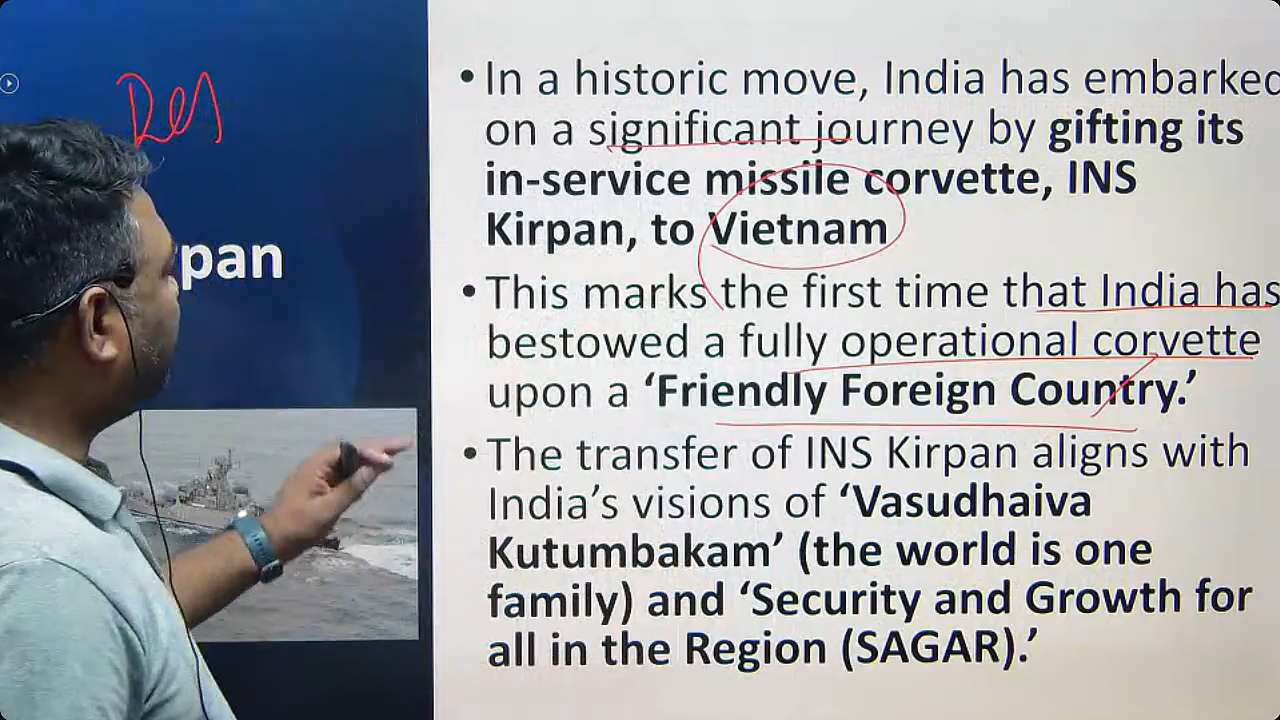 Des
pan
• In a historic move, India has embarked
on a significant journey by gifting its
in-service missile corvette, INS
Kirpan, to Vietnam
• This marks the first time that India has
bestowed a fully operational corvette
upon a ‘Friendly Foreign Country.’
• The transfer of INS Kirpan aligns with
India’s visions of ‘Vasudhaiva
Kutumbakam’ (the world is one
family) and ‘Security and Growth for
all in the Region (SAGAR).’